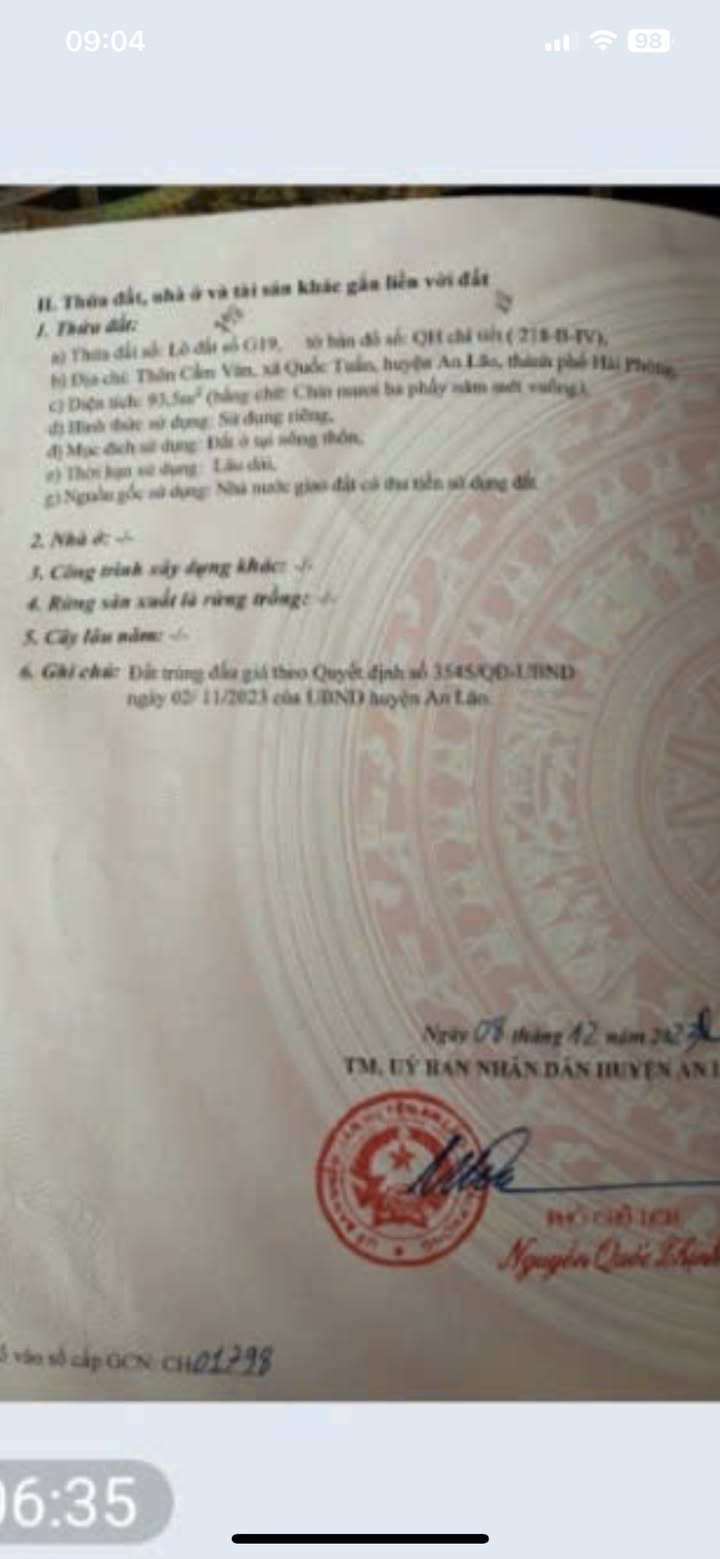 09:04
98
II. Thửa đất, nhà ở và tài sản khác gắn liền với đất
1. Thửa đất:
a) Thửa đất số: Lô đất số G19, tờ bản đồ số: QH chi tiết ( 218-B-IV),
b) Địa chỉ: Thôn Cẩm Văn, xã Quốc Tuấn, huyện An Lão, thành phố Hải Phòng,
c) Diện tích: 93,5m² (bằng chữ: Chín mươi ba phẩy năm mét vuông),
d) Hình thức sử dụng: Sử dụng riêng,
đ) Mục đích sử dụng: Đất ở tại nông thôn,
e) Thời hạn sử dụng: Lâu dài,
g) Nguồn gốc sử dụng: Nhà nước giao đất có thu tiền sử dụng đất
2. Nhà ở: -/-
3. Công trình xây dựng khác: -/-
4. Rừng sản xuất là rừng trồng: -/-
5. Cây lâu năm: -/-
6. Ghi chú: Đất trúng đấu giá theo Quyết định số 3545/QĐ-UBND
ngày 02/ 11/2023 của UBND huyện An Lão.
Ngày 08 tháng 12 năm 2023
TM. UỶ BAN NHÂN DÂN HUYỆN AN
PHÓ CHỦ TỊCH
Nguyễn Quốc
vào sổ cấp GCN: CH01798
06:35